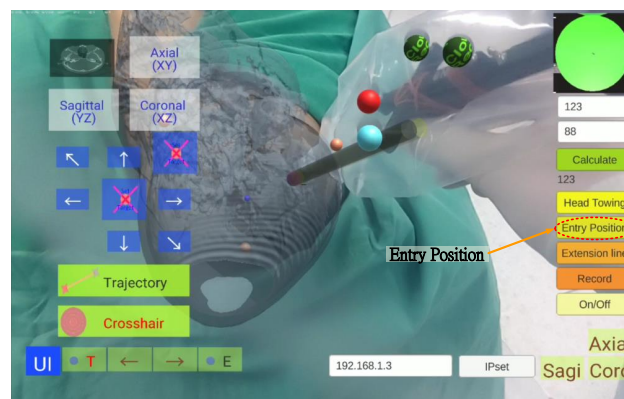 Axial
(XY)
Sagittal
(YZ)
Coronal
(XZ)
123
88
Calculate
123
Head Towing
Entry Position
Extension line
Record
On/Off
Entry Position
Trajectory
Crosshair
UI
T
E
192.168.1.3
IPset
Axia
Sagi
Coro